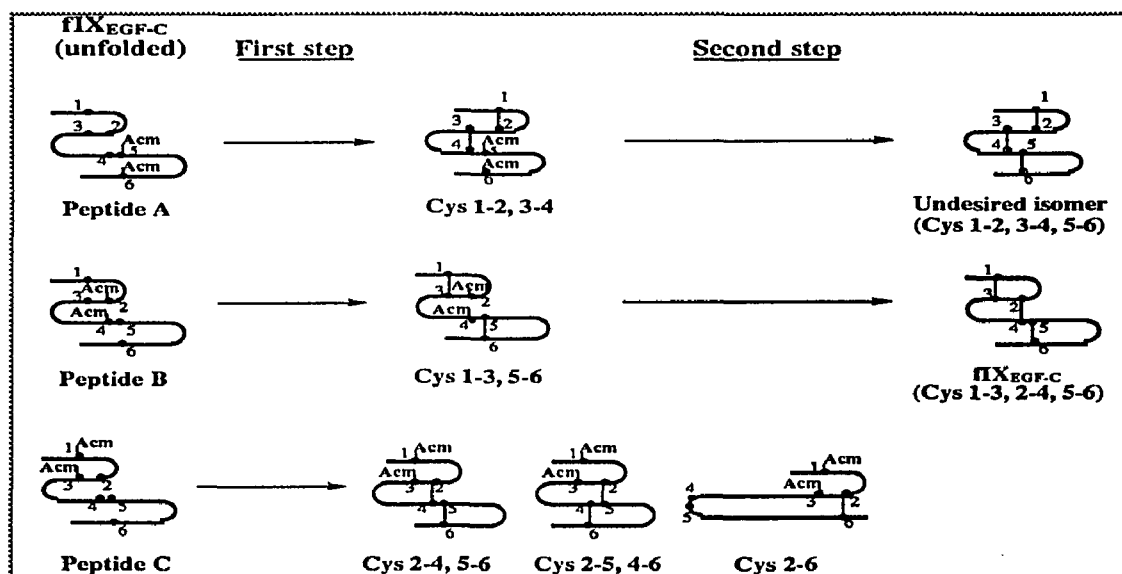 fIXEGF-C
(unfolded)
First step
Second step
1
3 2 Acm
4 5
Acm
6
Peptide A
1
3 2
Acm
4 5
Acm
6
Cys 1-2, 3-4
1
3 2
4 5
6
Undesired isomer
(Cys 1-2, 3-4, 5-6)
1
Acm
3 2
Acm
4 5
6
Peptide B
1
3 Acm 2
Acm
4 5
6
Cys 1-3, 5-6
1
3 2
4 5
6
fIXEGF-C
(Cys 1-3, 2-4, 5-6)
1 Acm
Acm
3 2
4 5
6
Peptide C
1 Acm
Acm
3 2
4 5
6
Cys 2-4, 5-6
1 Acm
Acm
3 2
4 5
6
Cys 2-5, 4-6
1 Acm
Acm
4 3 2
5 6
Cys 2-6